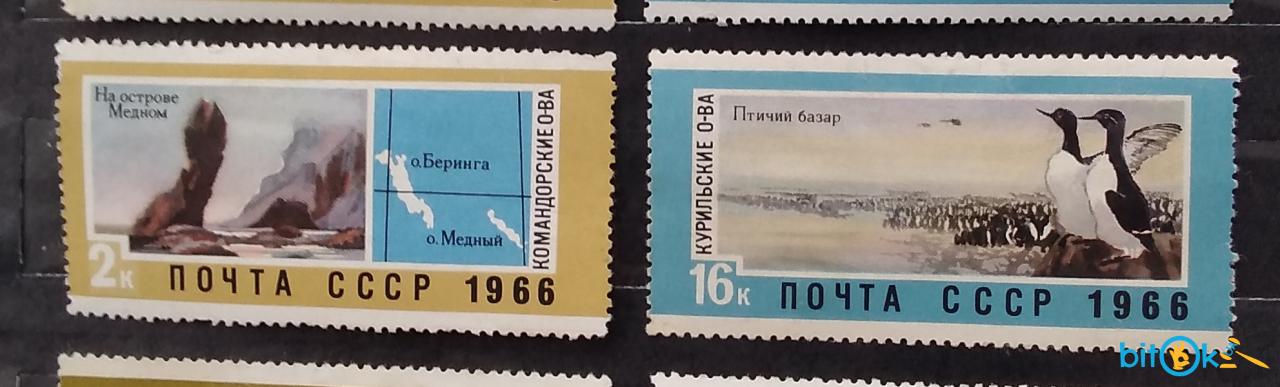 На острове
Медном
о.Беринга
о. Медный
КОМАНДОРСКИЕ О-ВА
2к ПОЧТА СССР 1966
Птичий базар
КУРИЛЬСКИЕ О-ВА
16к ПОЧТА СССР 1966
bitOk